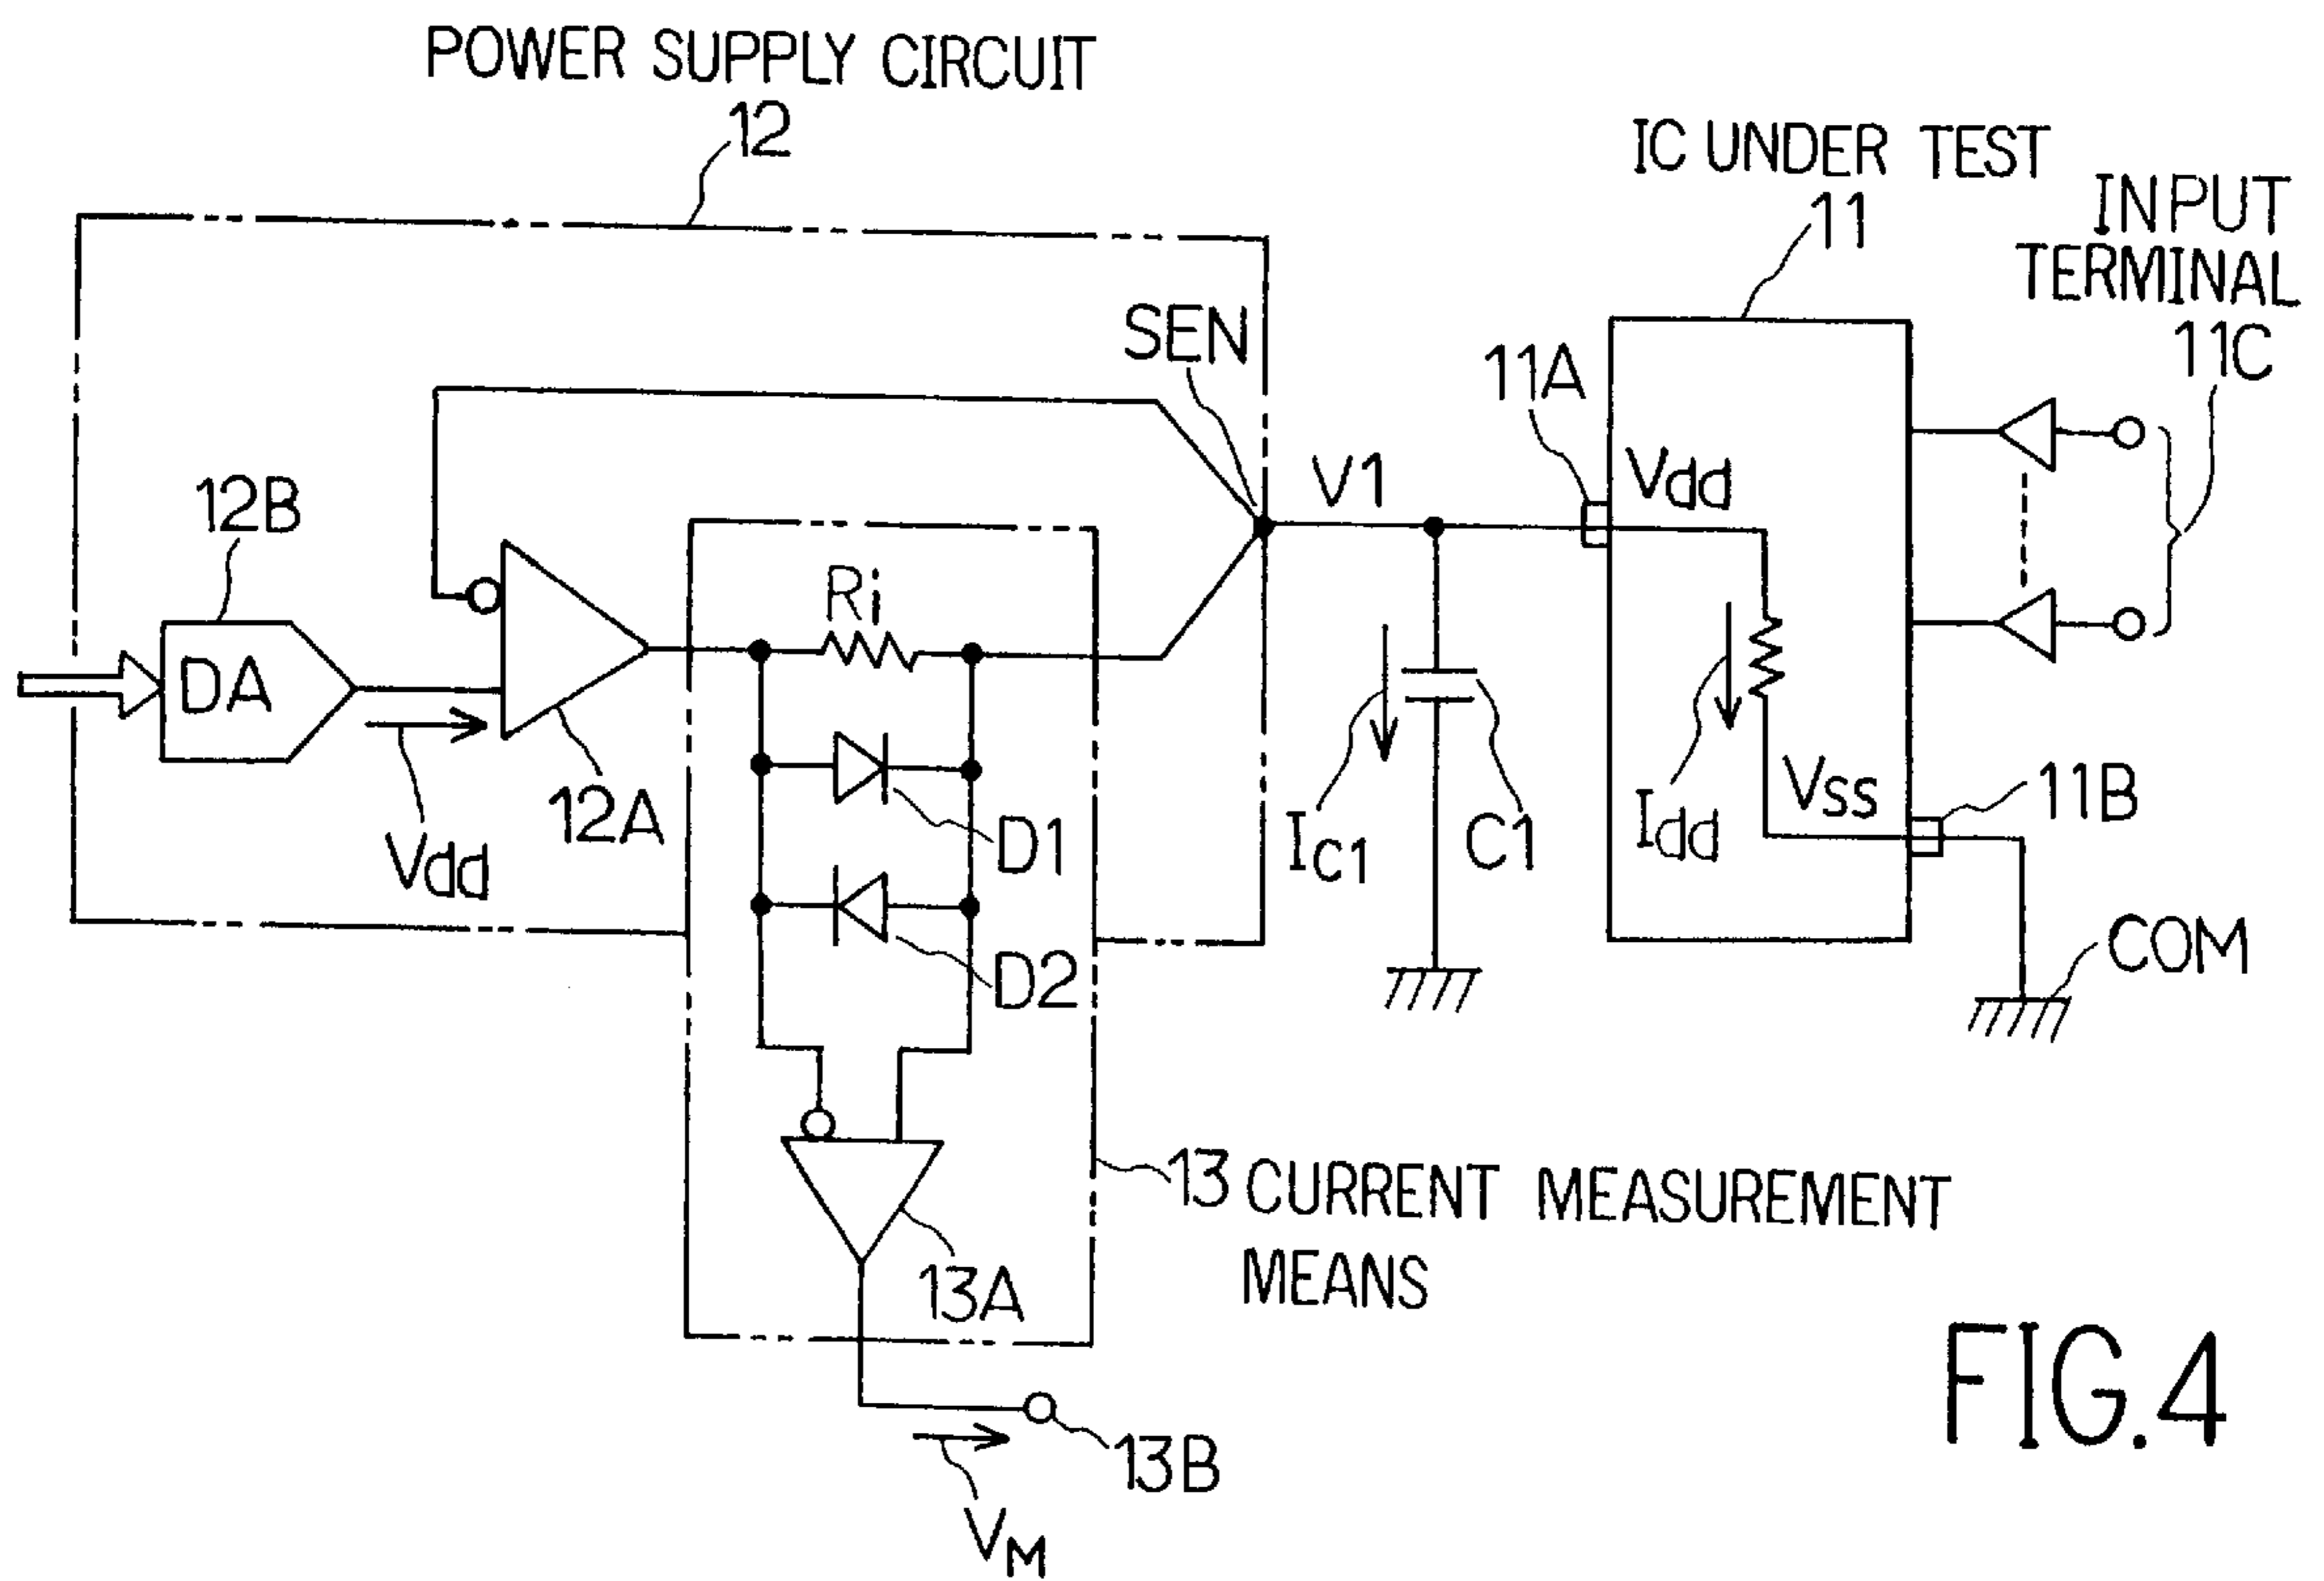 POWER SUPPLY CIRCUIT
12
IC UNDER TEST
11
INPUT
TERMINAL
11C
SEN
11A
V1
Vdd
12B
Ri
DA
12A
Vdd
D1
D2
IC1
C1
Idd
Vss
11B
COM
13 CURRENT MEASUREMENT
MEANS
13A
13B
VM
FIG.4